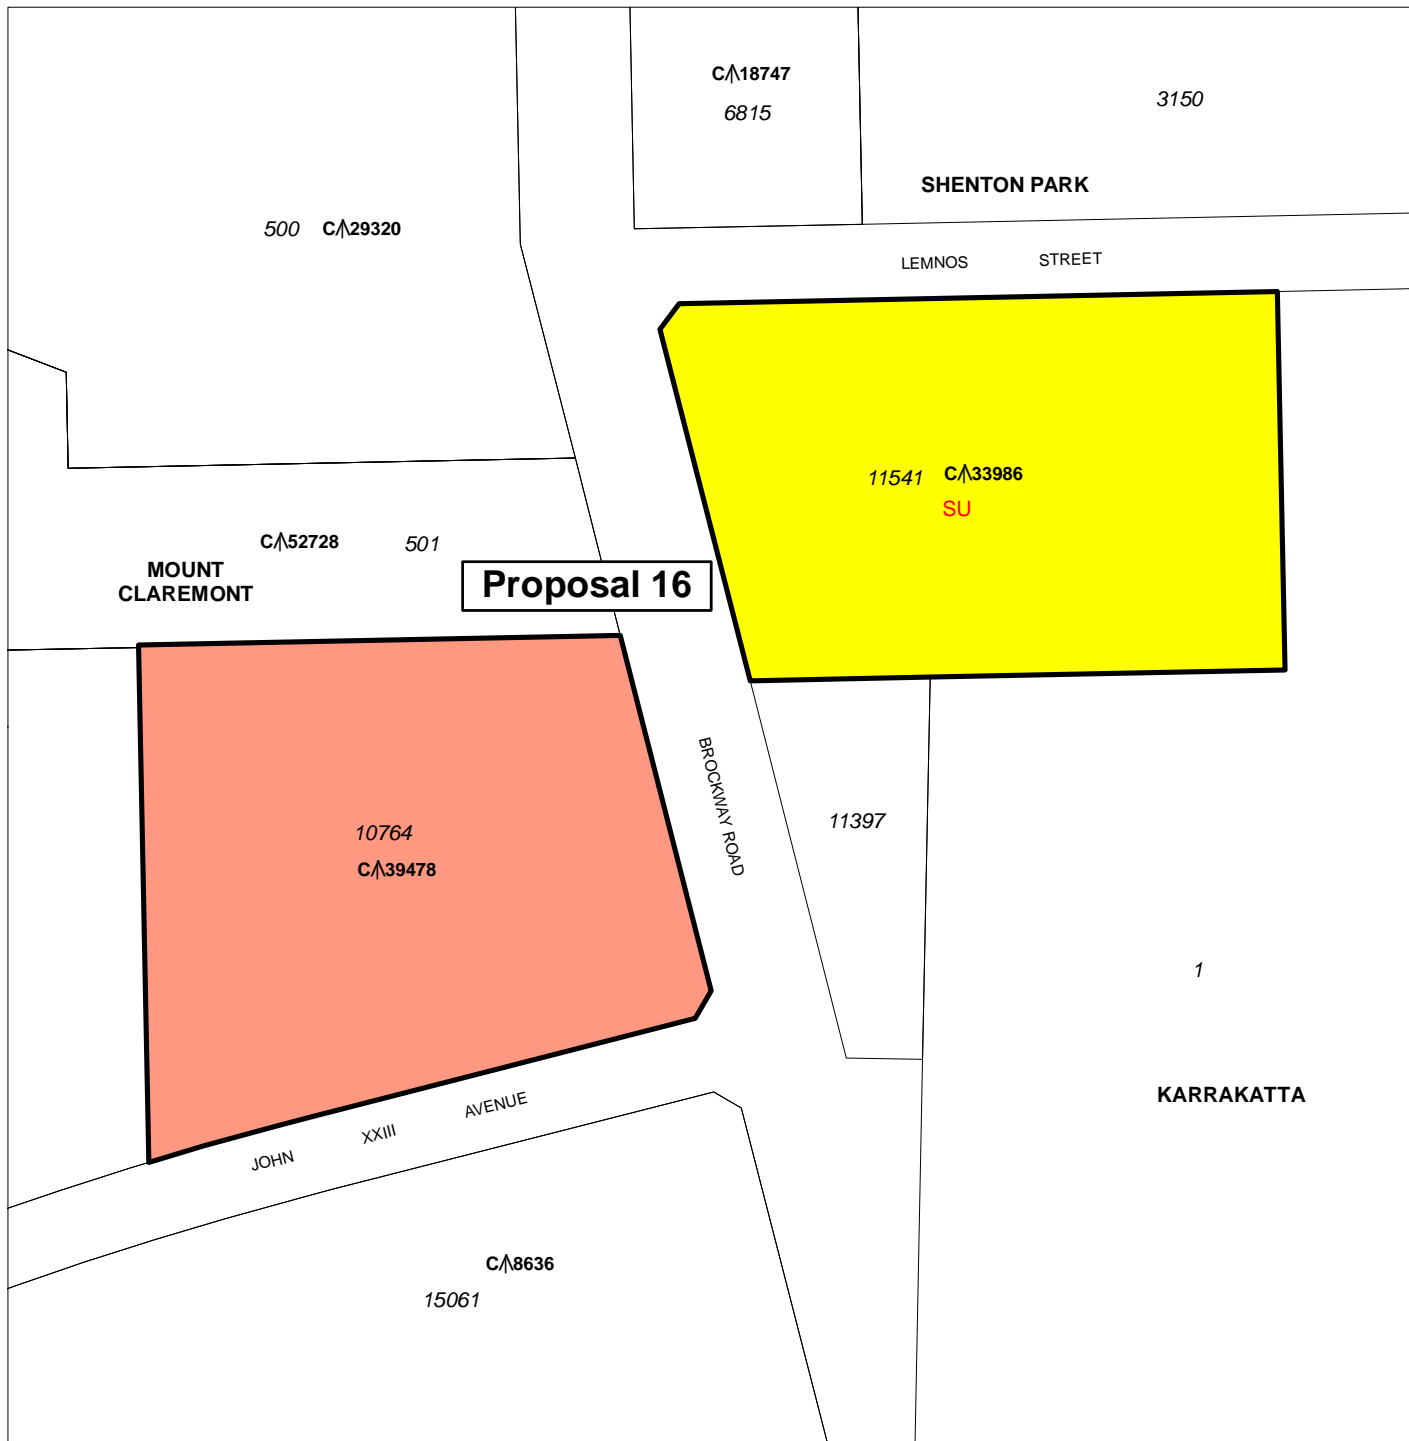 C/|\18747
6815
3150
SHENTON PARK
500 C/|\29320
LEMNOS STREET
11541 C/|\33986
SU
C/|\52728 501
MOUNT
CLAREMONT
Proposal 16
BROCKWAY ROAD
10764
C/|\39478
11397
1
KARRAKATTA
JOHN XXIII AVENUE
C/|\8636
15061